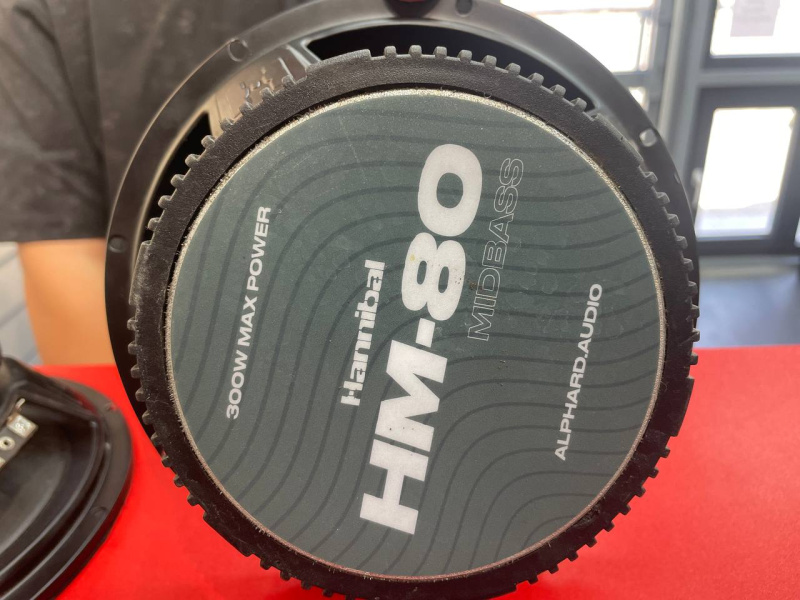 300W MAX POWER
Hannibal
HM-80
MIDBASS
ALPHARD.AUDIO